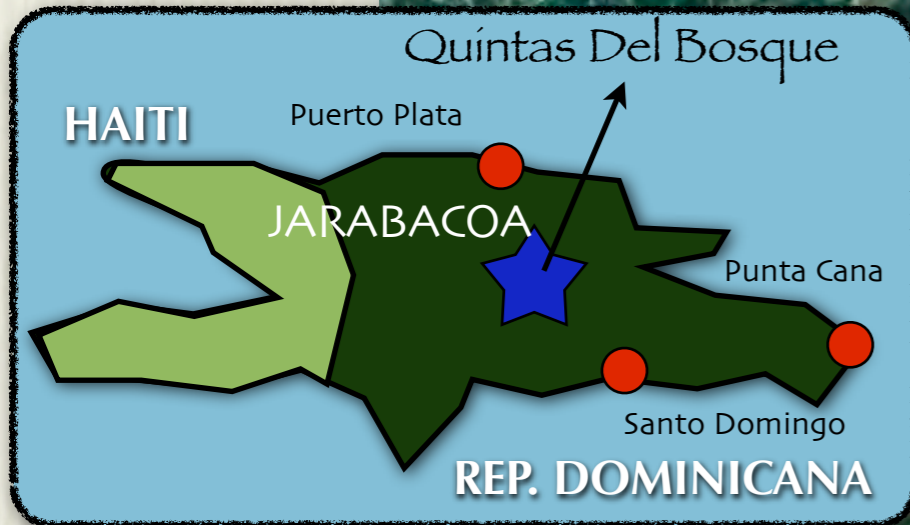 Quintas Del Bosque
HAITI
Puerto Plata
JARABACOA
Punta Cana
Santo Domingo
REP. DOMINICANA